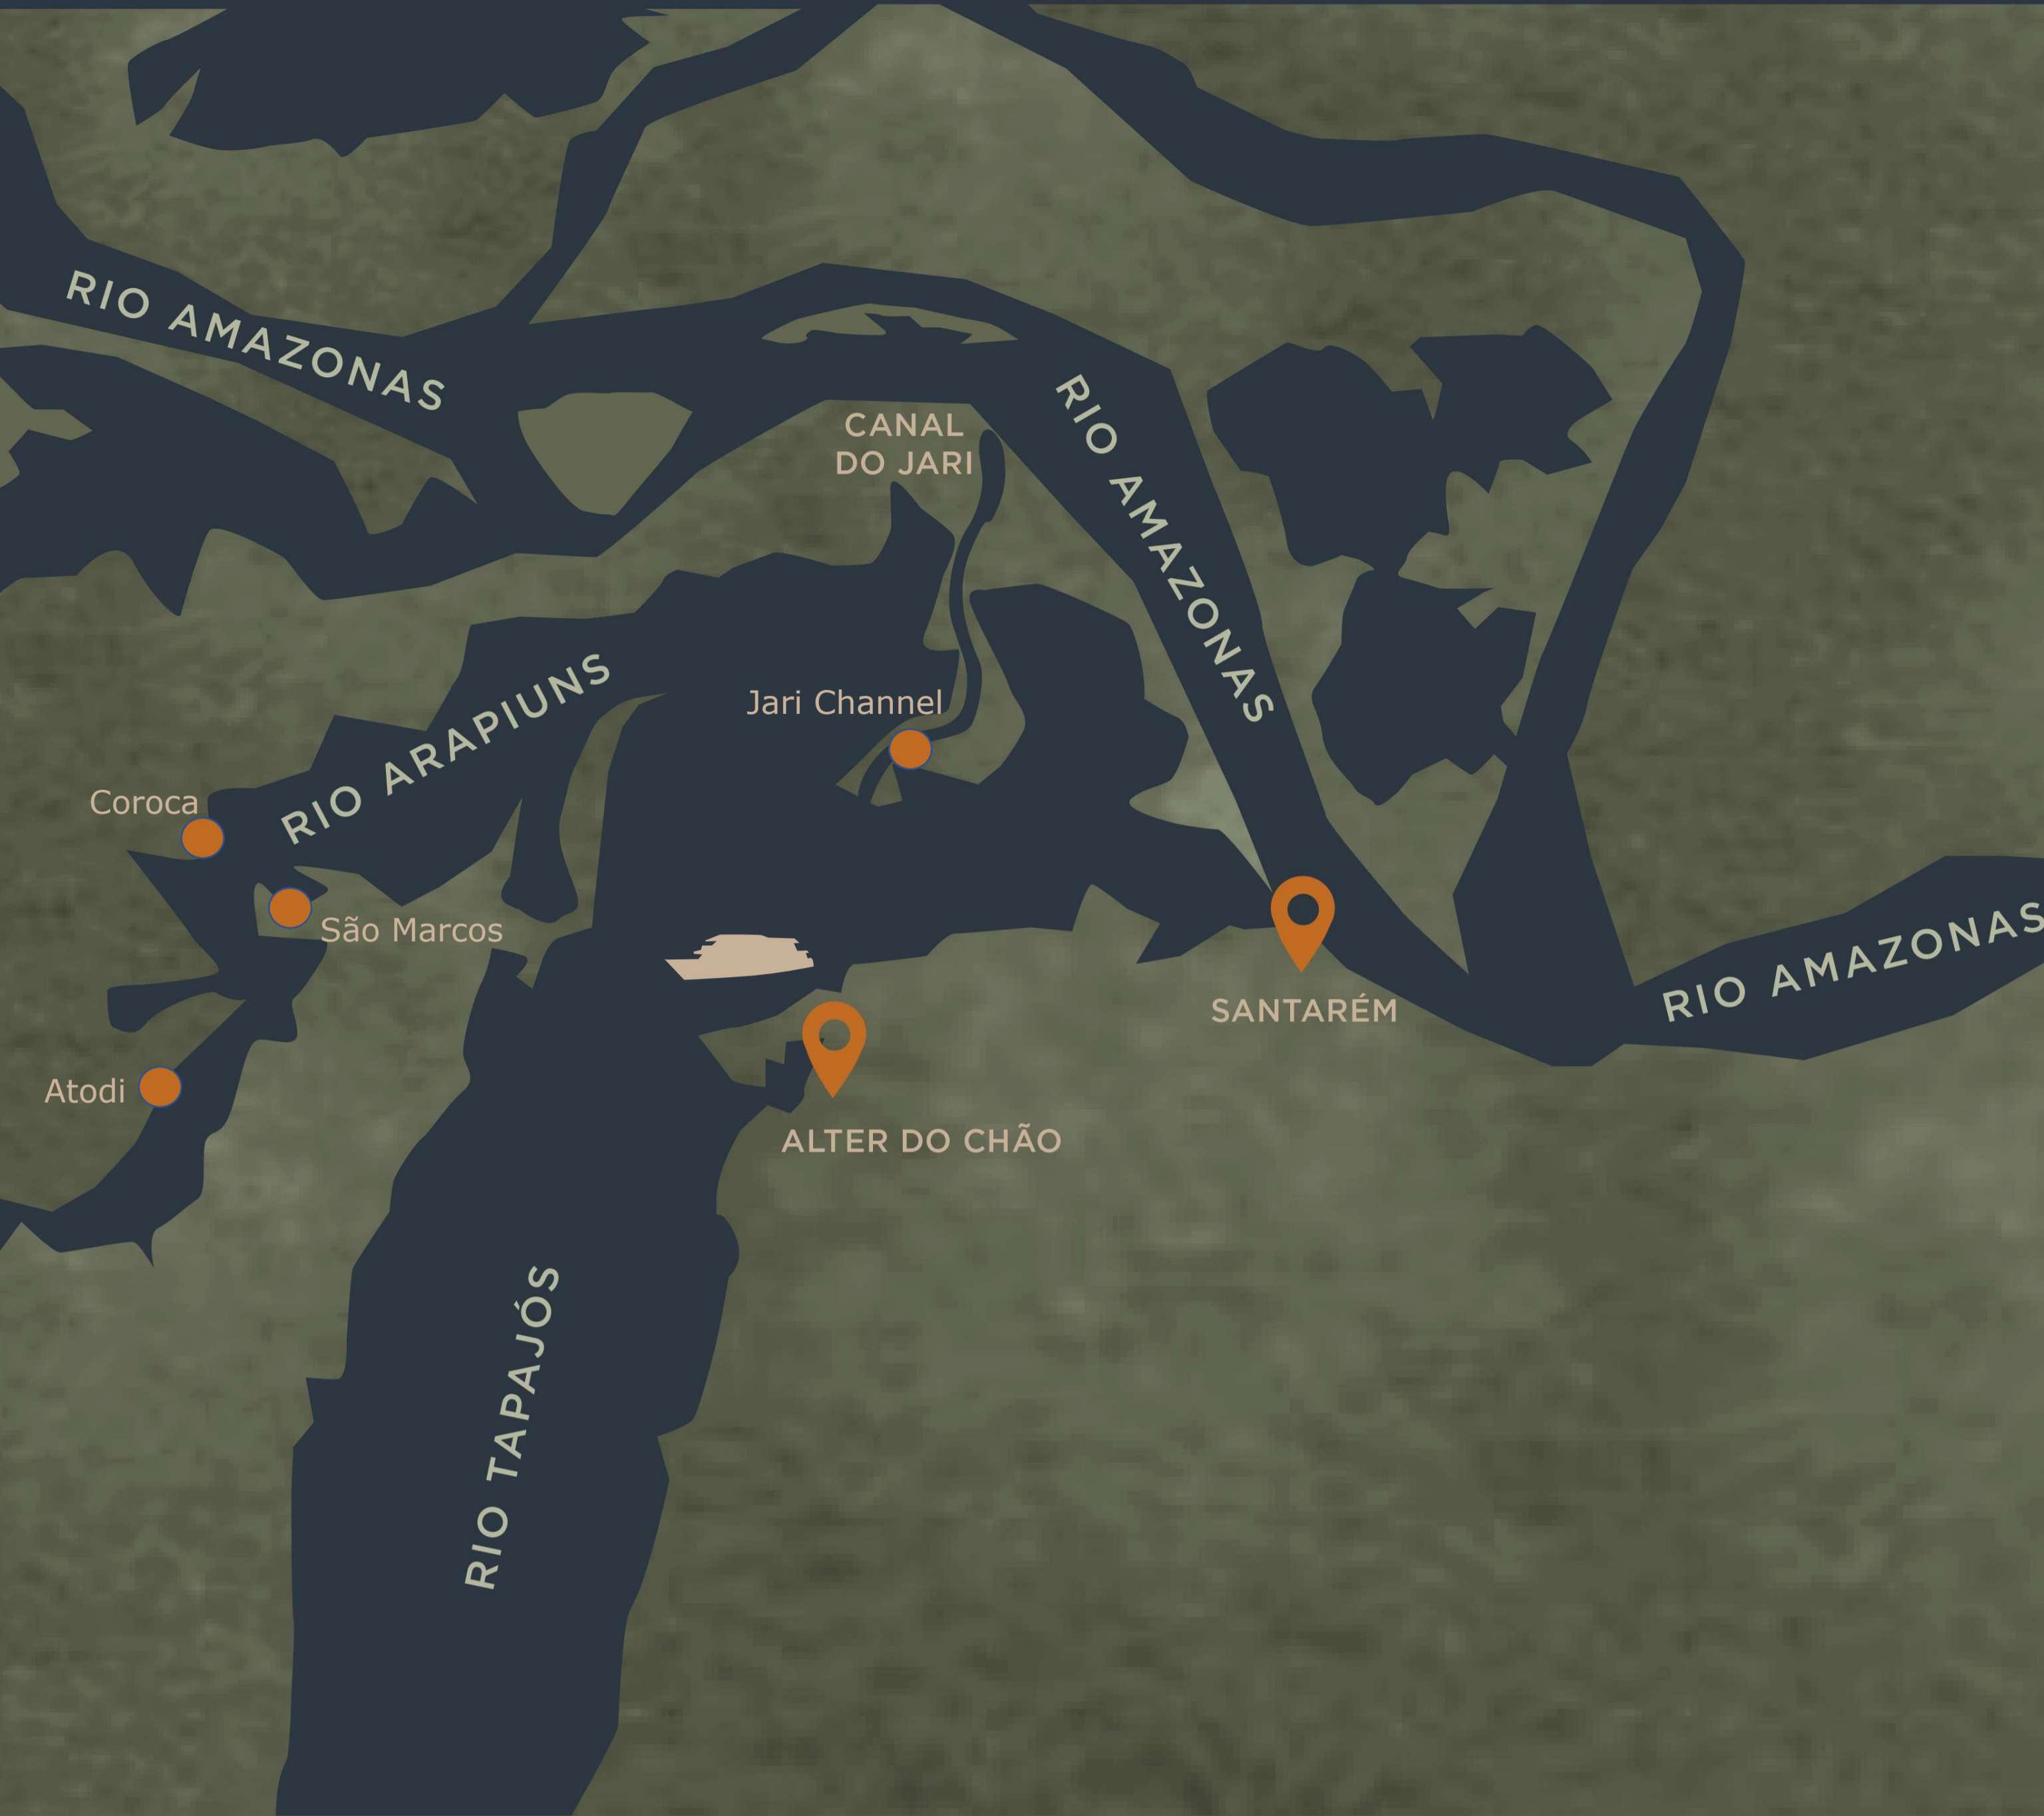 RIO AMAZONAS
RIO AMAZONAS
CANAL
DO JARI
Jari Channel
RIO ARAPIUNS
Coroca
São Marcos
RIO AMAZONAS
SANTARÉM
Atodi
ALTER DO CHÃO
RIO TAPAJÓS